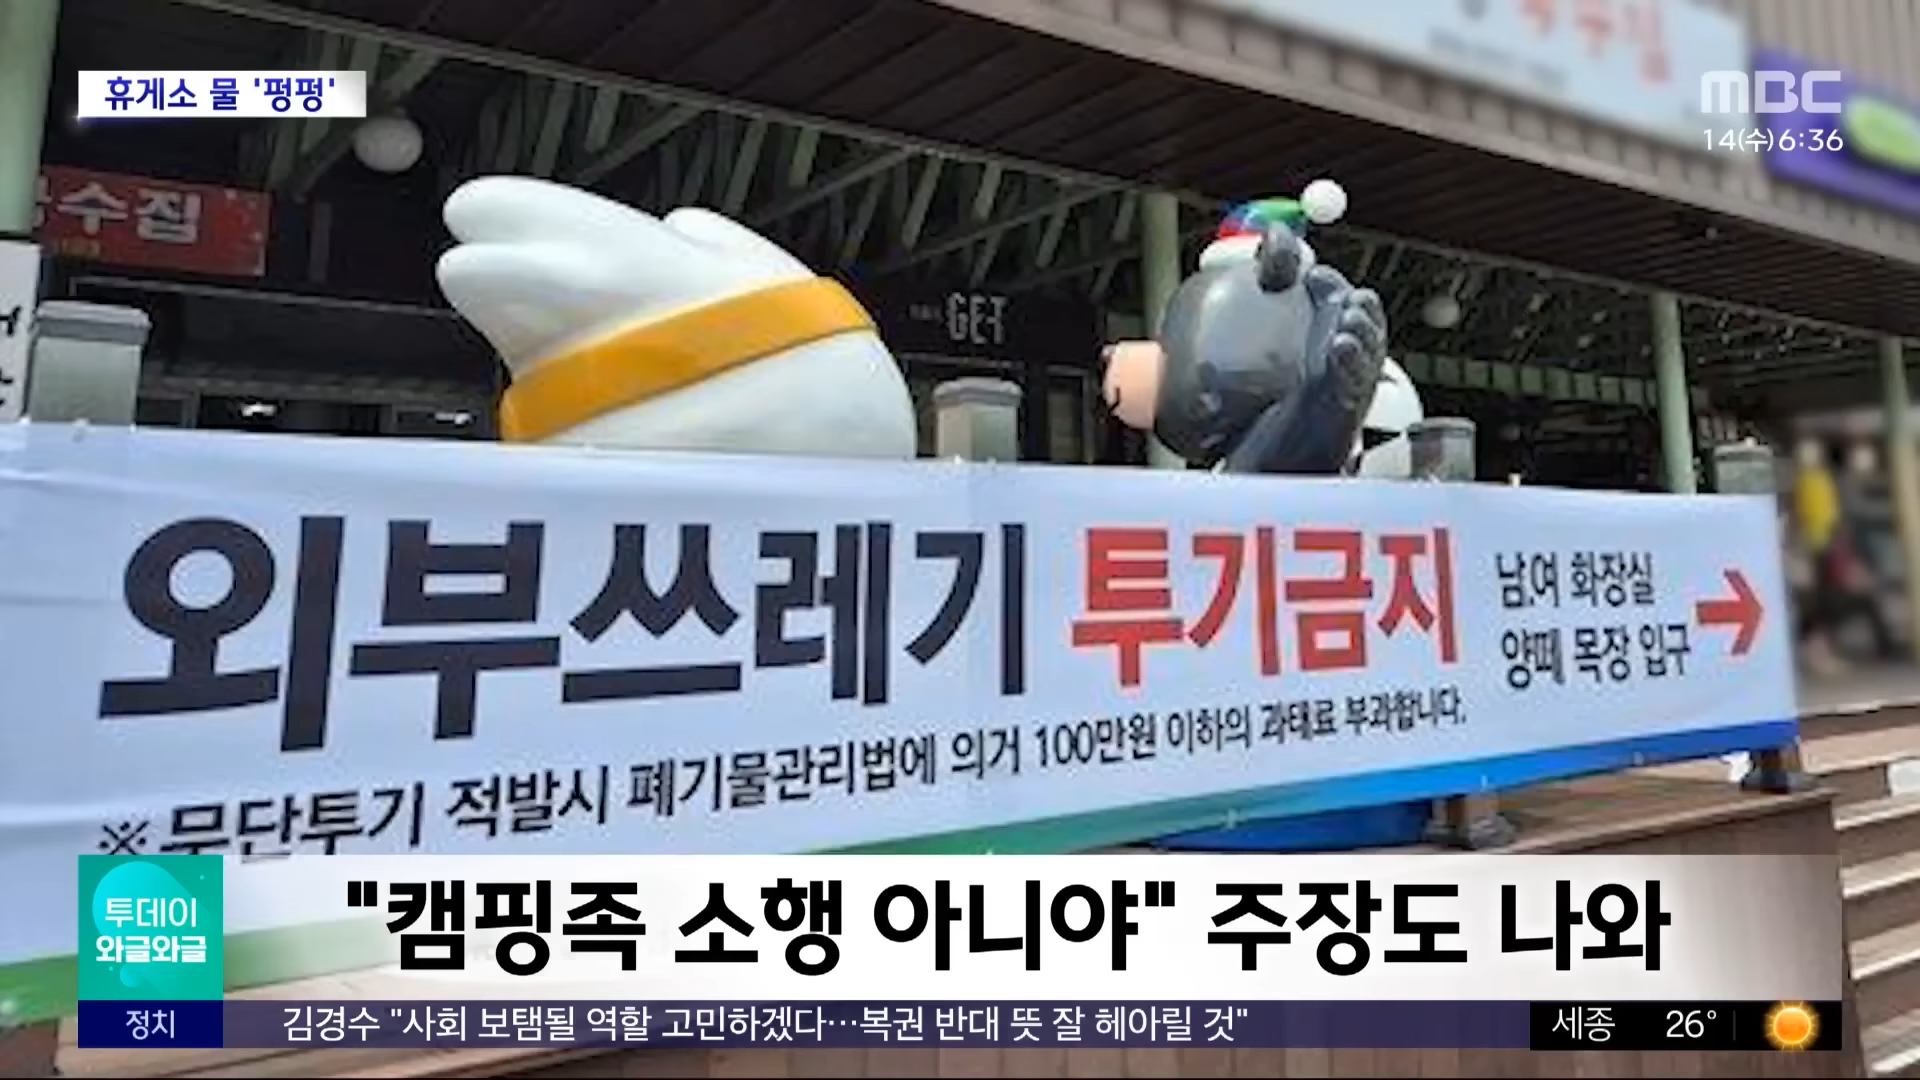 휴게소 물 '펑펑'
MBC
14(수) 6:36
수집
GET
외부쓰레기 투기금지
남.여 화장실
양떼 목장 입구
※무단투기 적발시 폐기물관리법에 의거 100만원 이하의 과태료 부과합니다.
투데이
와글와글
"캠핑족 소행 아니야" 주장도 나와
정치
김경수 "사회 보탬될 역할 고민하겠다…복권 반대 뜻 잘 헤아릴 것"
세종 26°